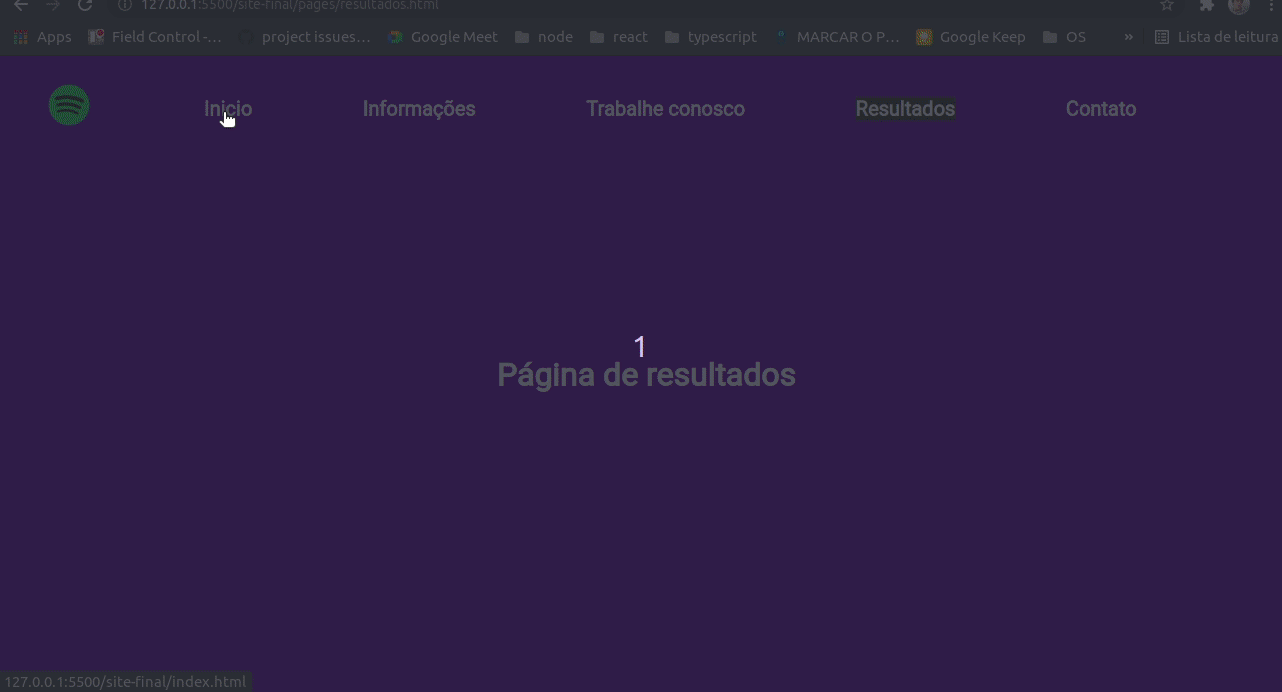 127.0.0.1:5500/site-final/pages/resultados.html
Apps Field Control -... project issues... Google Meet node react typescript MARCAR O P... Google Keep OS » Lista de leitura
Inicio Informações Trabalhe conosco Resultados Contato
1
Página de resultados
127.0.0.1:5500/site-final/index.html